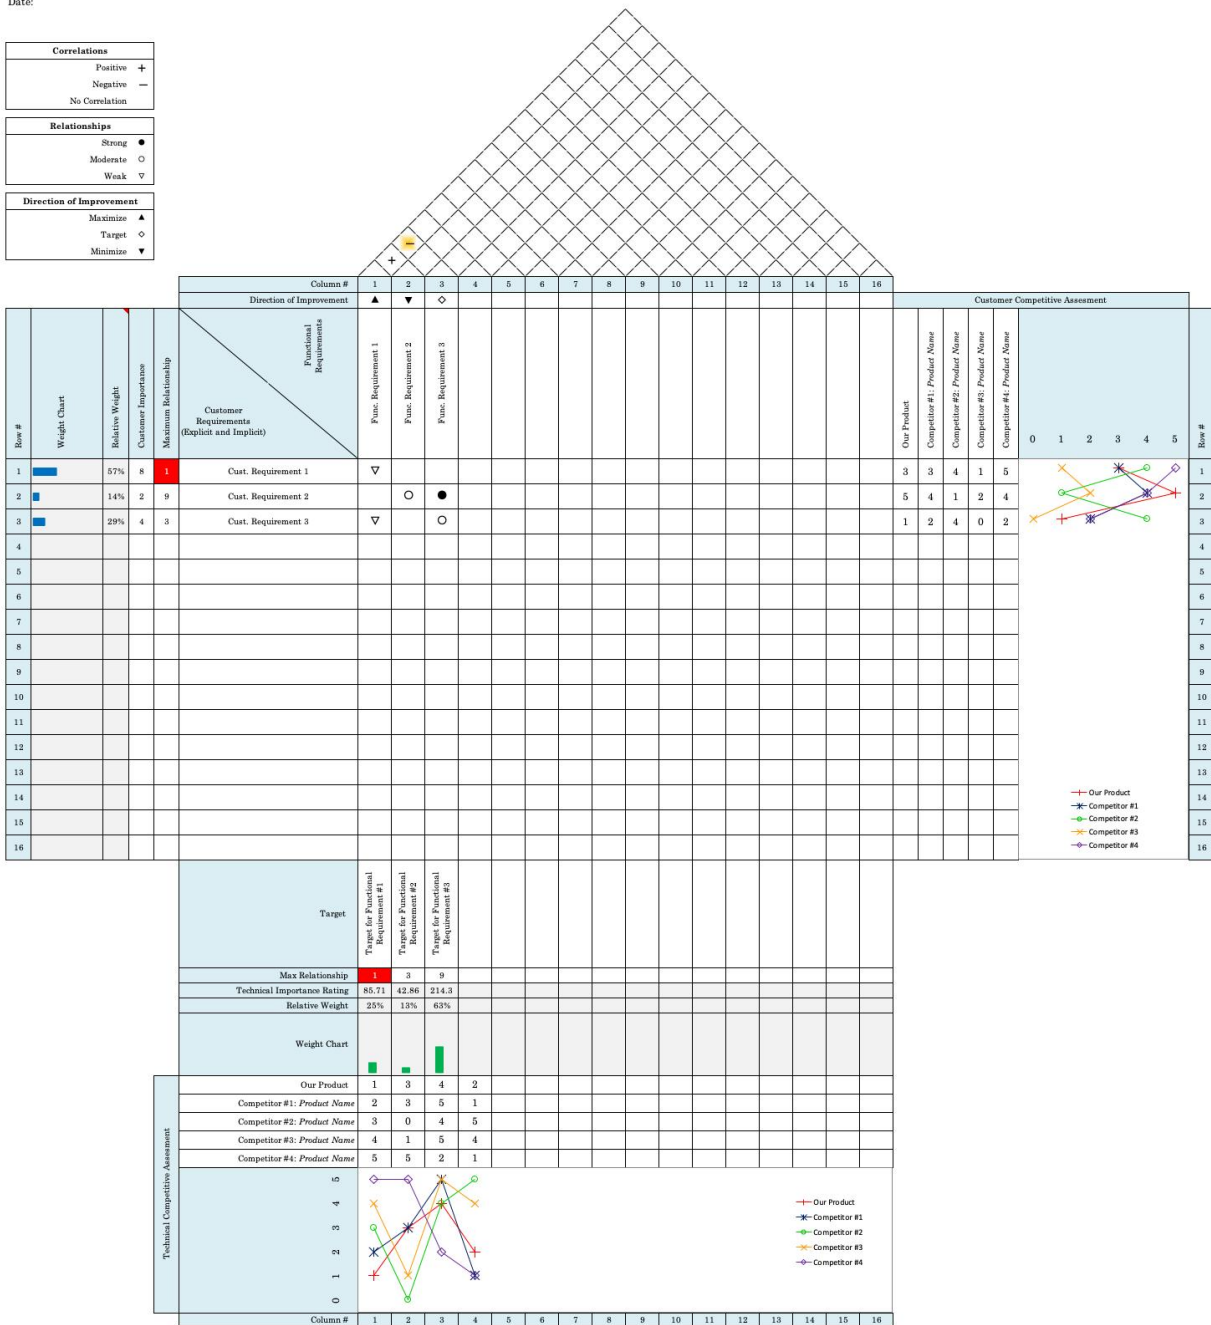 Date:
Correlations
Positive +
Negative −
No Correlation
Relationships
Strong ●
Moderate ○
Weak ▽
Direction of Improvement
Maximize ▲
Target ◇
Minimize ▼
−
+
Column # 1 2 3 4 5 6 7 8 9 10 11 12 13 14 15 16
Direction of Improvement ▲ ▼ ◇ Customer Competitive Assesment
Row #
Weight Chart
Relative Weight
Customer Importance
Maximum Relationship
Functional
Requirements
Customer
Requirements
(Explicit and Implicit)
Func. Requirement 1
Func. Requirement 2
Func. Requirement 3
Our Product
Competitor #1: Product Name
Competitor #2: Product Name
Competitor #3: Product Name
Competitor #4: Product Name
0 1 2 3 4 5
Row #
1 57% 8 1 Cust. Requirement 1 ▽ 3 3 4 1 5 1
2 14% 2 9 Cust. Requirement 2 ○ ● 5 4 1 2 4 2
3 29% 4 3 Cust. Requirement 3 ▽ ○ 1 2 4 0 2 3
4 4
5 5
6 6
7 7
8 8
9 9
10 10
11 11
12 12
13 13
14 14
15 15
16 16
Our Product
Competitor #1
Competitor #2
Competitor #3
Competitor #4
Target
Target for Functional
Requirement #1
Target for Functional
Requirement #2
Target for Functional
Requirement #3
Max Relationship 1 3 9
Technical Importance Rating 85.71 42.86 214.3
Relative Weight 25% 13% 63%
Weight Chart
Technical Competitive Assesment
Our Product 1 3 4 2
Competitor #1: Product Name 2 3 5 1
Competitor #2: Product Name 3 0 4 5
Competitor #3: Product Name 4 1 5 4
Competitor #4: Product Name 5 5 2 1
5
4
3
2
1
0
Our Product
Competitor #1
Competitor #2
Competitor #3
Competitor #4
Column # 1 2 3 4 5 6 7 8 9 10 11 12 13 14 15 16